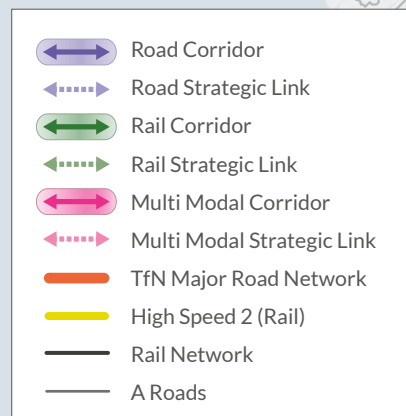 Road Corridor
Road Strategic Link
Rail Corridor
Rail Strategic Link
Multi Modal Corridor
Multi Modal Strategic Link
TfN Major Road Network
High Speed 2 (Rail)
Rail Network
A Roads